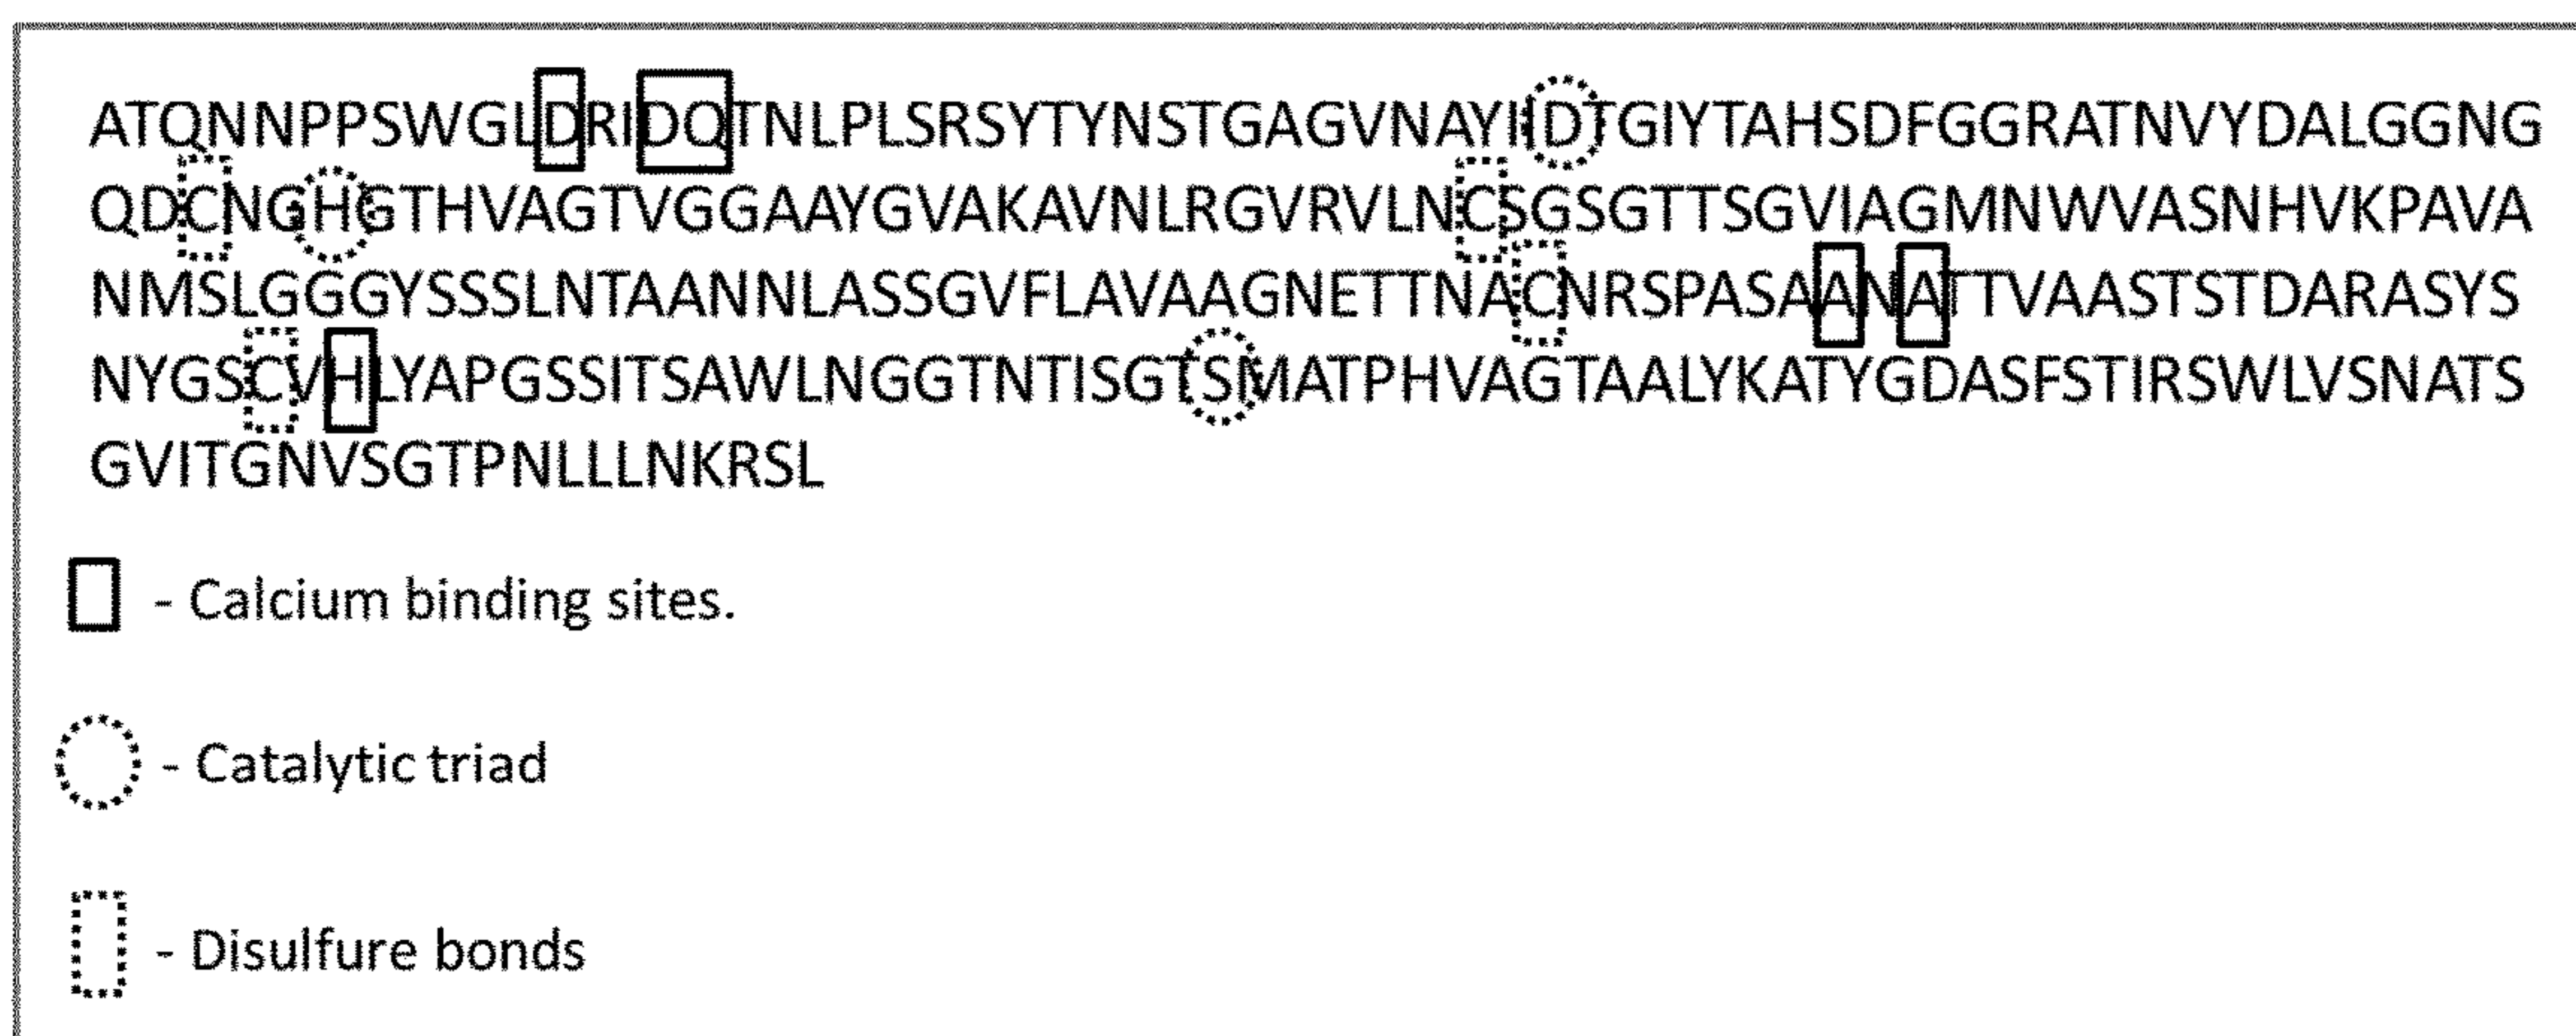 ATQNNPPSWGLDRIDQTNLPLSRSYTYNSTGAGVNAYIIDTGIYTAHSDFGGRATNVYDALGGNG
QDCNGHGTHVAGTVGGAAYGVAKAVNLRGVRVLNCSGSGTTSGVIAGMNWVASNHVKPAVA
NMSLGGGYSSSLNTAANNLASSGVFLAVAAGNETTNACNRSPASAANATTVAASTSTDARASYS
NYGSCVHLYAPGSSITSAWLNGGTNTISGTSMATPHVAGTAALYKATYGDASFSTIRSWLVSNATS
GVITGNVSGTPNLLLNKRSL
- Calcium binding sites.
- Catalytic triad
- Disulfure bonds